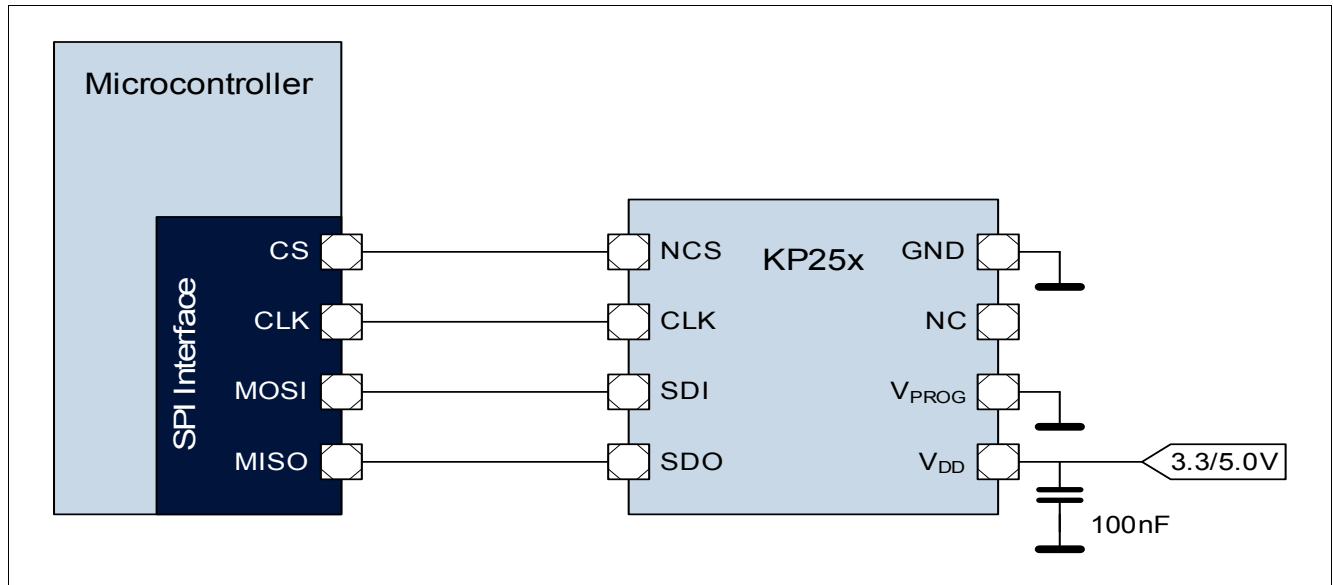 Microcontroller
SPI Interface
CS
CLK
MOSI
MISO
KP25x
NCS
CLK
SDI
SDO
GND
NC
VPROG
VDD
3.3/5.0V
100nF